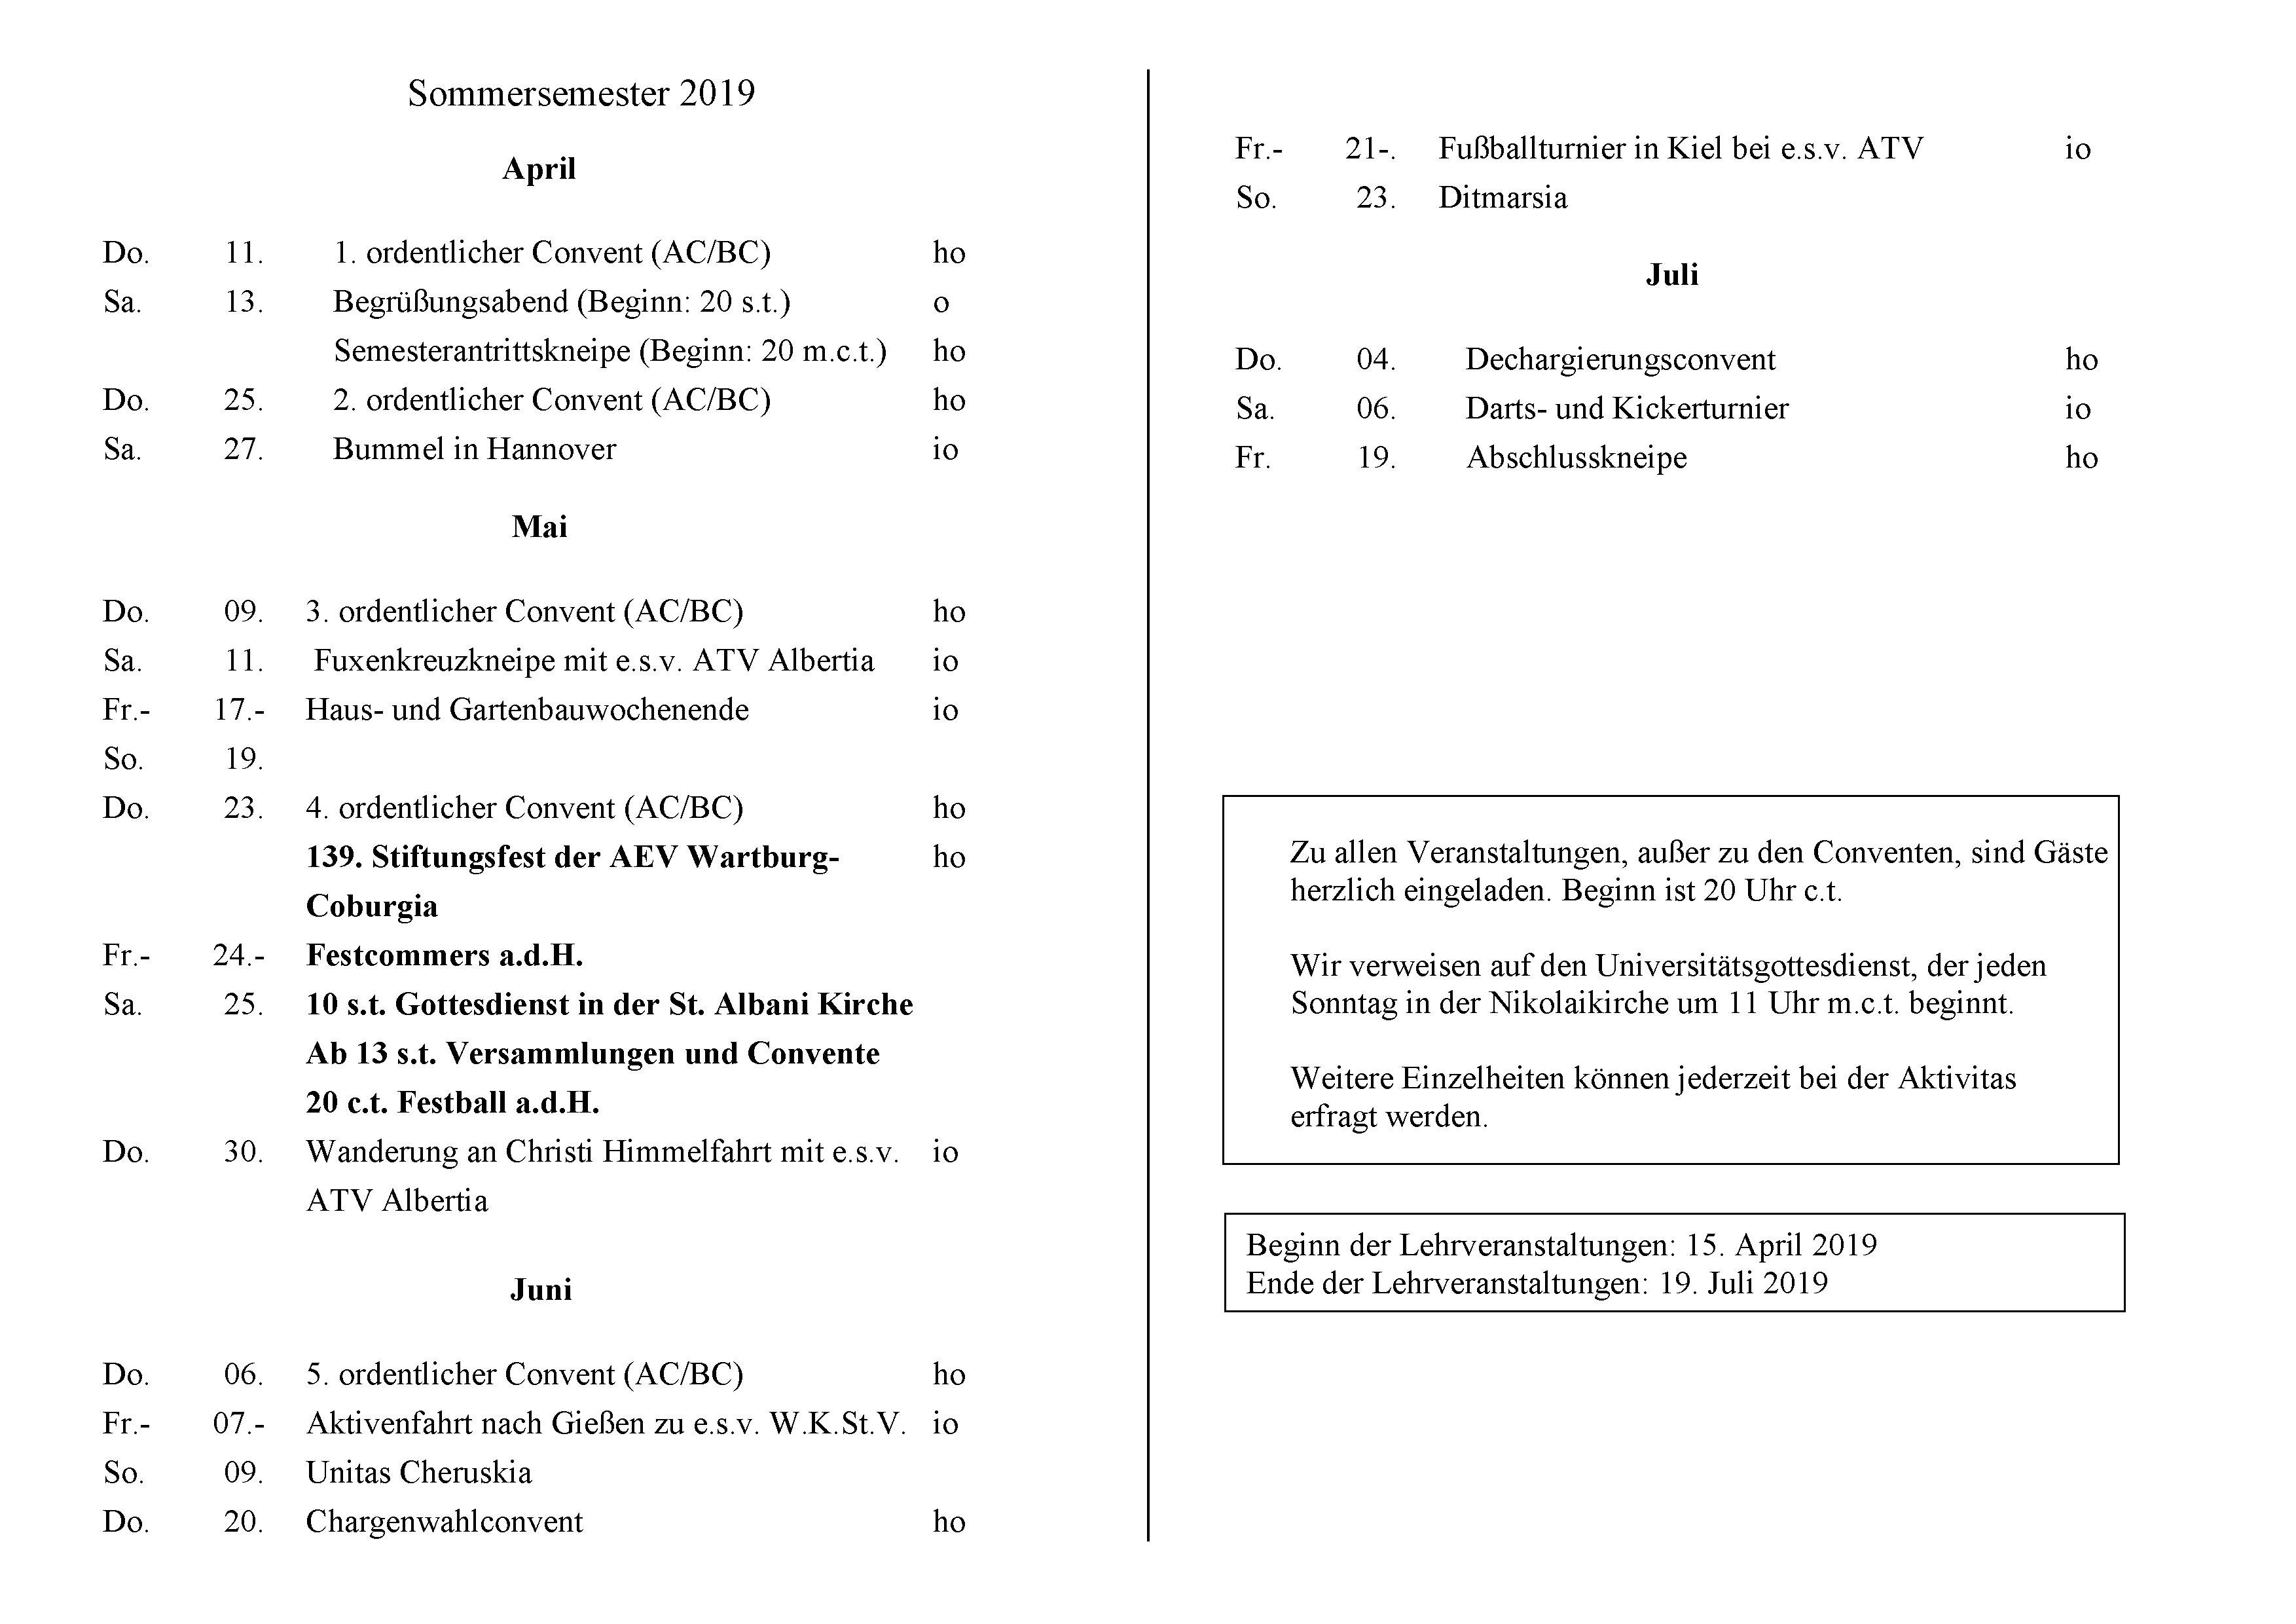 Sommersemester 2019
April
Do. 11. 1. ordentlicher Convent (AC/BC) ho
Sa. 13. Begrüßungsabend (Beginn: 20 s.t.) o
Semesterantrittskneipe (Beginn: 20 m.c.t.) ho
Do. 25. 2. ordentlicher Convent (AC/BC) ho
Sa. 27. Bummel in Hannover io
Mai
Do. 09. 3. ordentlicher Convent (AC/BC) ho
Sa. 11. Fuxenkreuzkneipe mit e.s.v. ATV Albertia io
Fr.- 17.- Haus- und Gartenbauwochenende io
So. 19.
Do. 23. 4. ordentlicher Convent (AC/BC) ho
139. Stiftungsfest der AEV Wartburg- ho
Coburgia
Fr.- 24.- Festcommers a.d.H.
Sa. 25. 10 s.t. Gottesdienst in der St. Albani Kirche
Ab 13 s.t. Versammlungen und Convente
20 c.t. Festball a.d.H.
Do. 30. Wanderung an Christi Himmelfahrt mit e.s.v. io
ATV Albertia
Juni
Do. 06. 5. ordentlicher Convent (AC/BC) ho
Fr.- 07.- Aktivenfahrt nach Gießen zu e.s.v. W.K.St.V. io
So. 09. Unitas Cheruskia
Do. 20. Chargenwahlconvent ho
Fr.- 21-. Fußballturnier in Kiel bei e.s.v. ATV io
So. 23. Ditmarsia
Juli
Do. 04. Dechargierungsconvent ho
Sa. 06. Darts- und Kickerturnier io
Fr. 19. Abschlusskneipe ho
Zu allen Veranstaltungen, außer zu den Conventen, sind Gäste
herzlich eingeladen. Beginn ist 20 Uhr c.t.
Wir verweisen auf den Universitätsgottesdienst, der jeden
Sonntag in der Nikolaikirche um 11 Uhr m.c.t. beginnt.
Weitere Einzelheiten können jederzeit bei der Aktivitas
erfragt werden.
Beginn der Lehrveranstaltungen: 15. April 2019
Ende der Lehrveranstaltungen: 19. Juli 2019